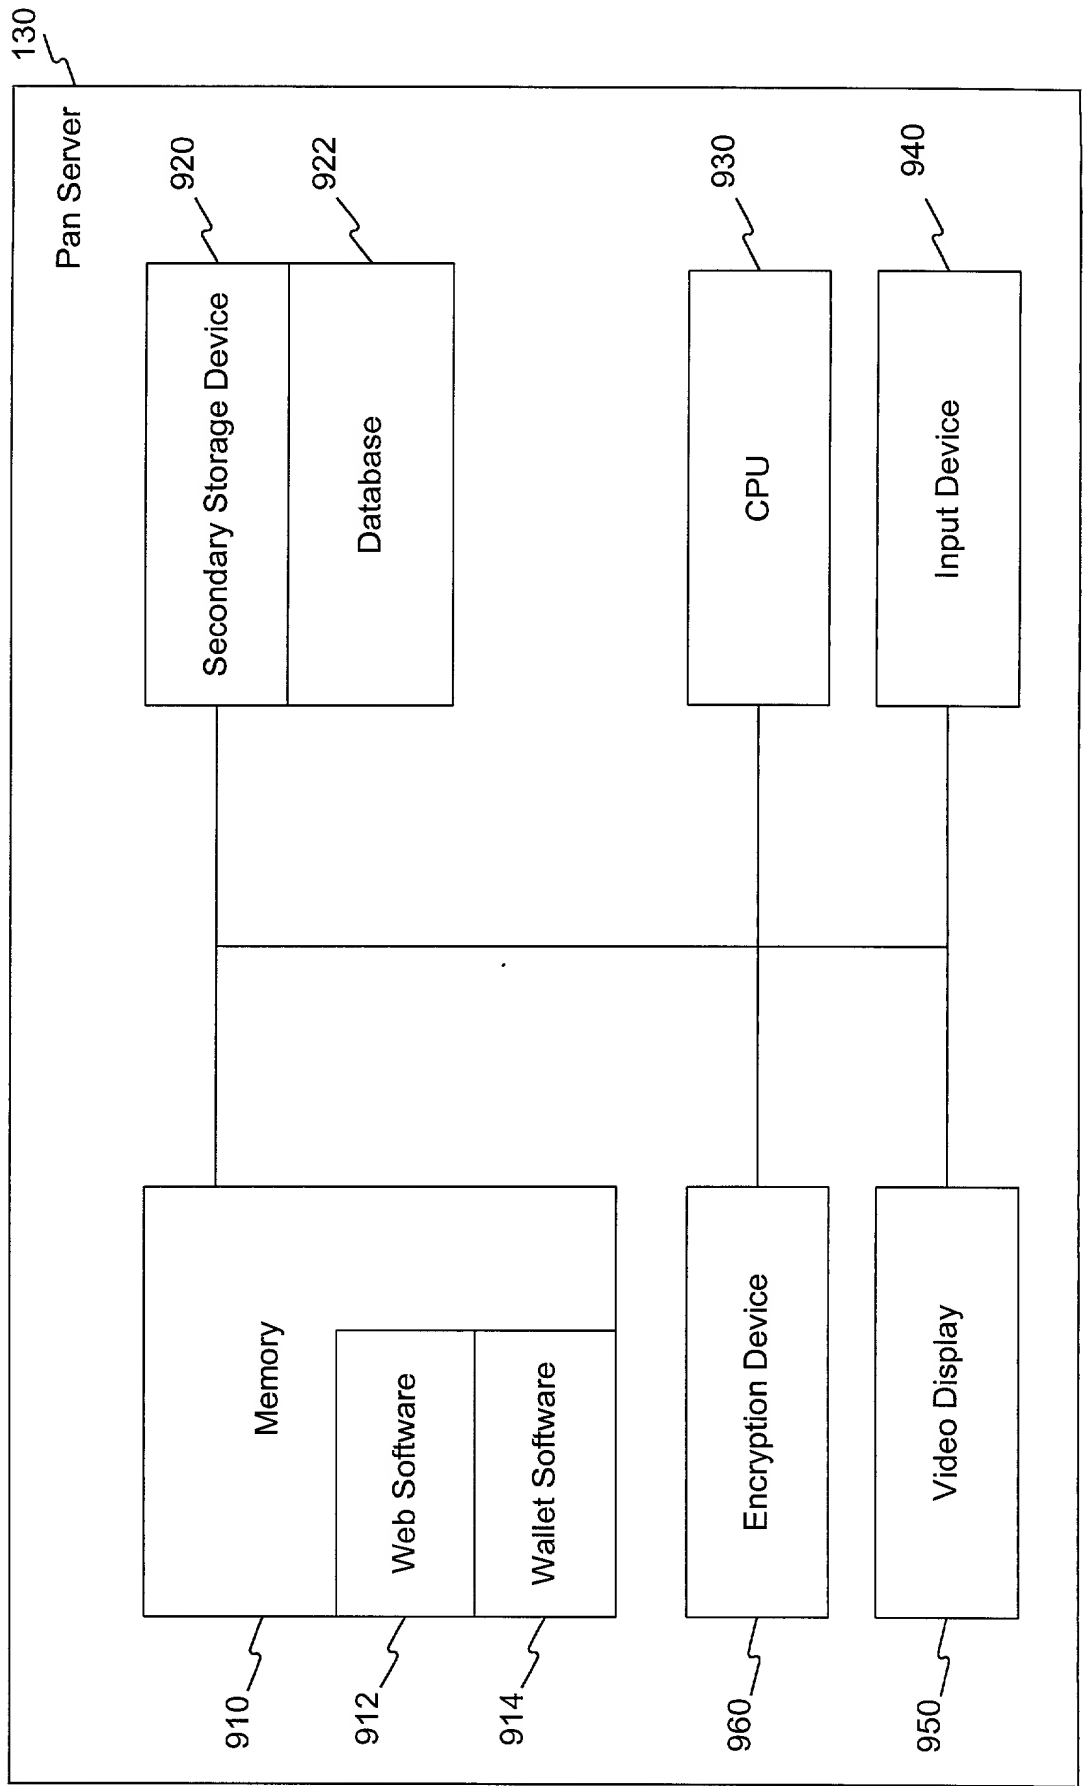 130
Pan Server
910
Memory
912
Web Software
914
Wallet Software
920
Secondary Storage Device
922
Database
960
Encryption Device
930
CPU
950
Video Display
940
Input Device